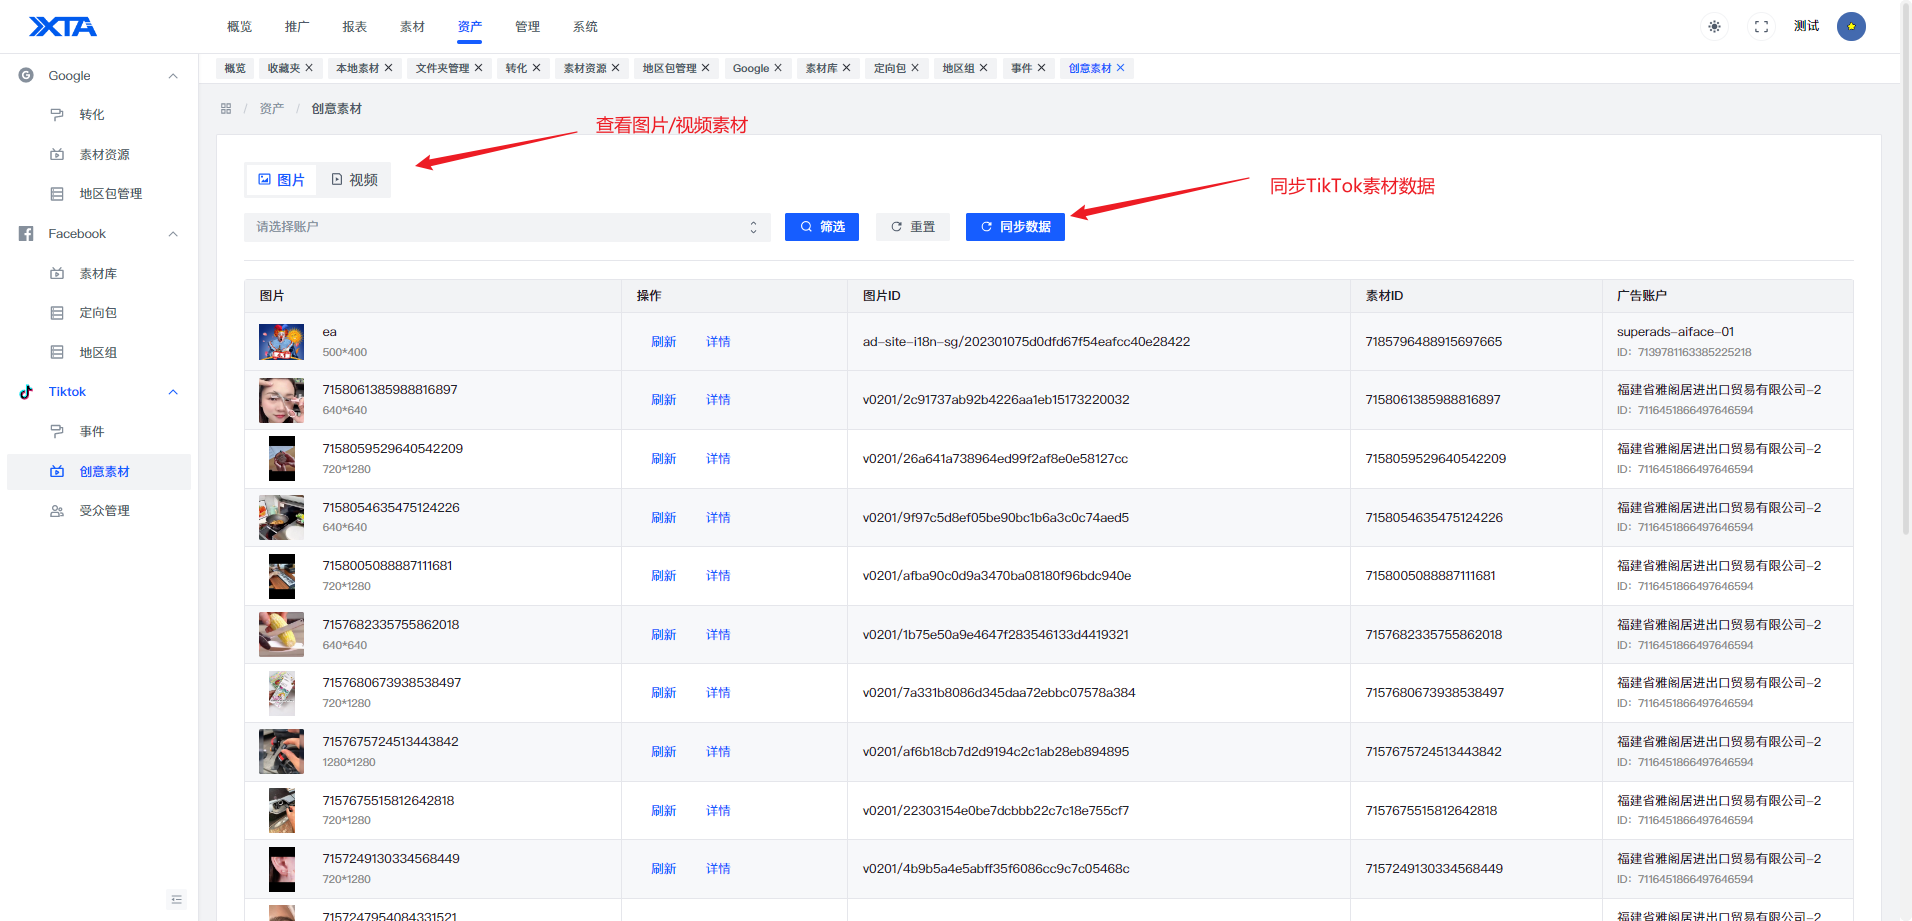 XTA
概览 推广 报表 素材 资产 管理 系统 测试
概览 收藏夹 本地素材 文件夹管理 转化 素材资源 地区包管理 Google 素材库 定向包 地区组 事件 创意素材
Google
转化
素材资源
地区包管理
Facebook
素材库
定向包
地区组
Tiktok
事件
创意素材
受众管理
/ 资产 / 创意素材
查看图片/视频素材
图片 视频
同步TikTok素材数据
请选择账户 筛选 重置 同步数据
图片 操作 图片ID 素材ID 广告账户
ea 刷新 详情 ad-site-i18n-sg/202301075d0dfd67f54eafcc40e28422 7185796488915697665 superads-aiface-01
500*400 ID: 7139781163385225218
7158061385988816897 刷新 详情 v0201/2c91737ab92b4226aa1eb15173220032 7158061385988816897 福建省雅阁居进出口贸易有限公司-2
640*640 ID: 7116451866497646594
7158059529640542209 刷新 详情 v0201/26a641a738964ed99f2af8e0e58127cc 7158059529640542209 福建省雅阁居进出口贸易有限公司-2
720*1280 ID: 7116451866497646594
7158054635475124226 刷新 详情 v0201/9f97c5d8ef05be90bc1b6a3c0c74aed5 7158054635475124226 福建省雅阁居进出口贸易有限公司-2
640*640 ID: 7116451866497646594
7158005088887111681 刷新 详情 v0201/afba90c0d9a3470ba08180f96bdc940e 7158005088887111681 福建省雅阁居进出口贸易有限公司-2
720*1280 ID: 7116451866497646594
7157682335755862018 刷新 详情 v0201/1b75e50a9e4647f283546133d4419321 7157682335755862018 福建省雅阁居进出口贸易有限公司-2
640*640 ID: 7116451866497646594
7157680673938538497 刷新 详情 v0201/7a331b8086d345daa72ebbc07578a384 7157680673938538497 福建省雅阁居进出口贸易有限公司-2
720*1280 ID: 7116451866497646594
7157675724513443842 刷新 详情 v0201/af6b18cb7d2d9194c2c1ab28eb894895 7157675724513443842 福建省雅阁居进出口贸易有限公司-2
1280*1280 ID: 7116451866497646594
7157675515812642818 刷新 详情 v0201/22303154e0be7dcbbb22c7c18e755cf7 7157675515812642818 福建省雅阁居进出口贸易有限公司-2
720*1280 ID: 7116451866497646594
7157249130334568449 刷新 详情 v0201/4b9b5a4e5abff35f6086cc9c7c05468c 7157249130334568449 福建省雅阁居进出口贸易有限公司-2
720*1280 ID: 7116451866497646594
7157247954084331521 福建省雅阁居进出口贸易有限公司-2